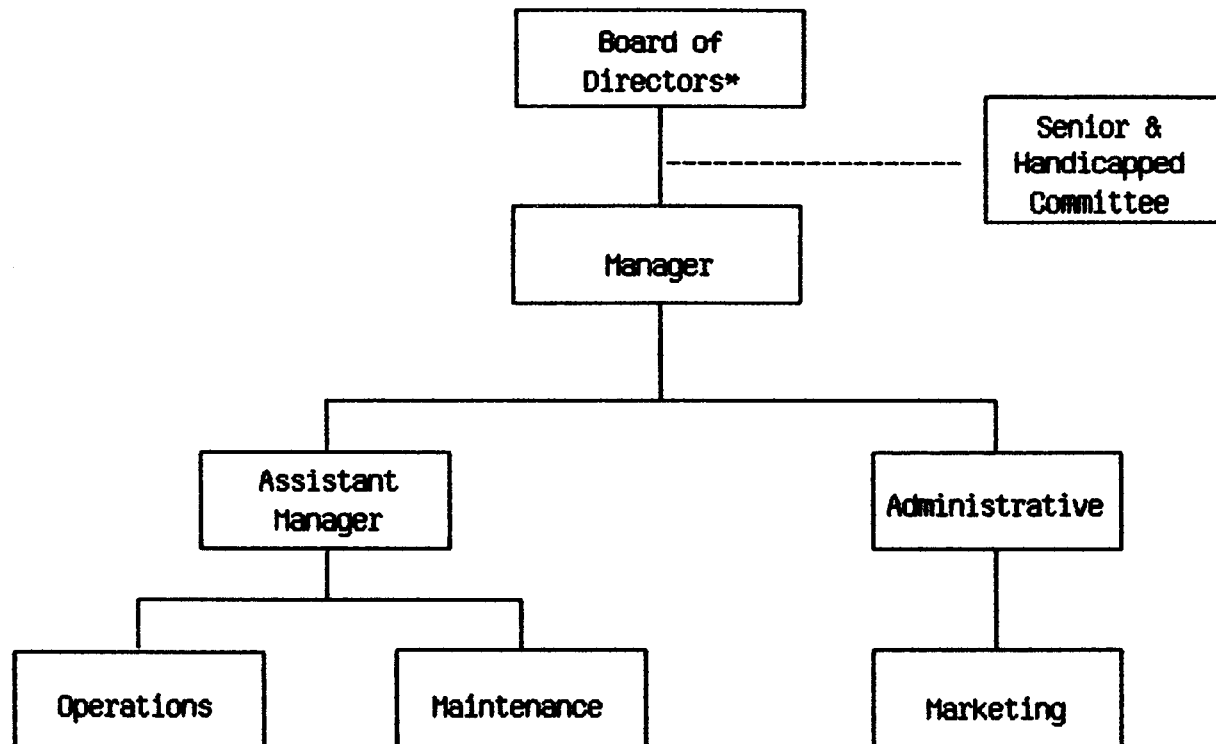 Board of
Directors*
Senior &
Handicapped
Committee
Manager
Assistant
Manager
Administrative
Operations
Maintenance
Marketing